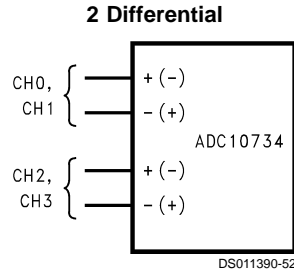 2 Differential
CH0,
CH1
+ (−)
− (+)
ADC10734
CH2,
CH3
+ (−)
− (+)
DS011390-52